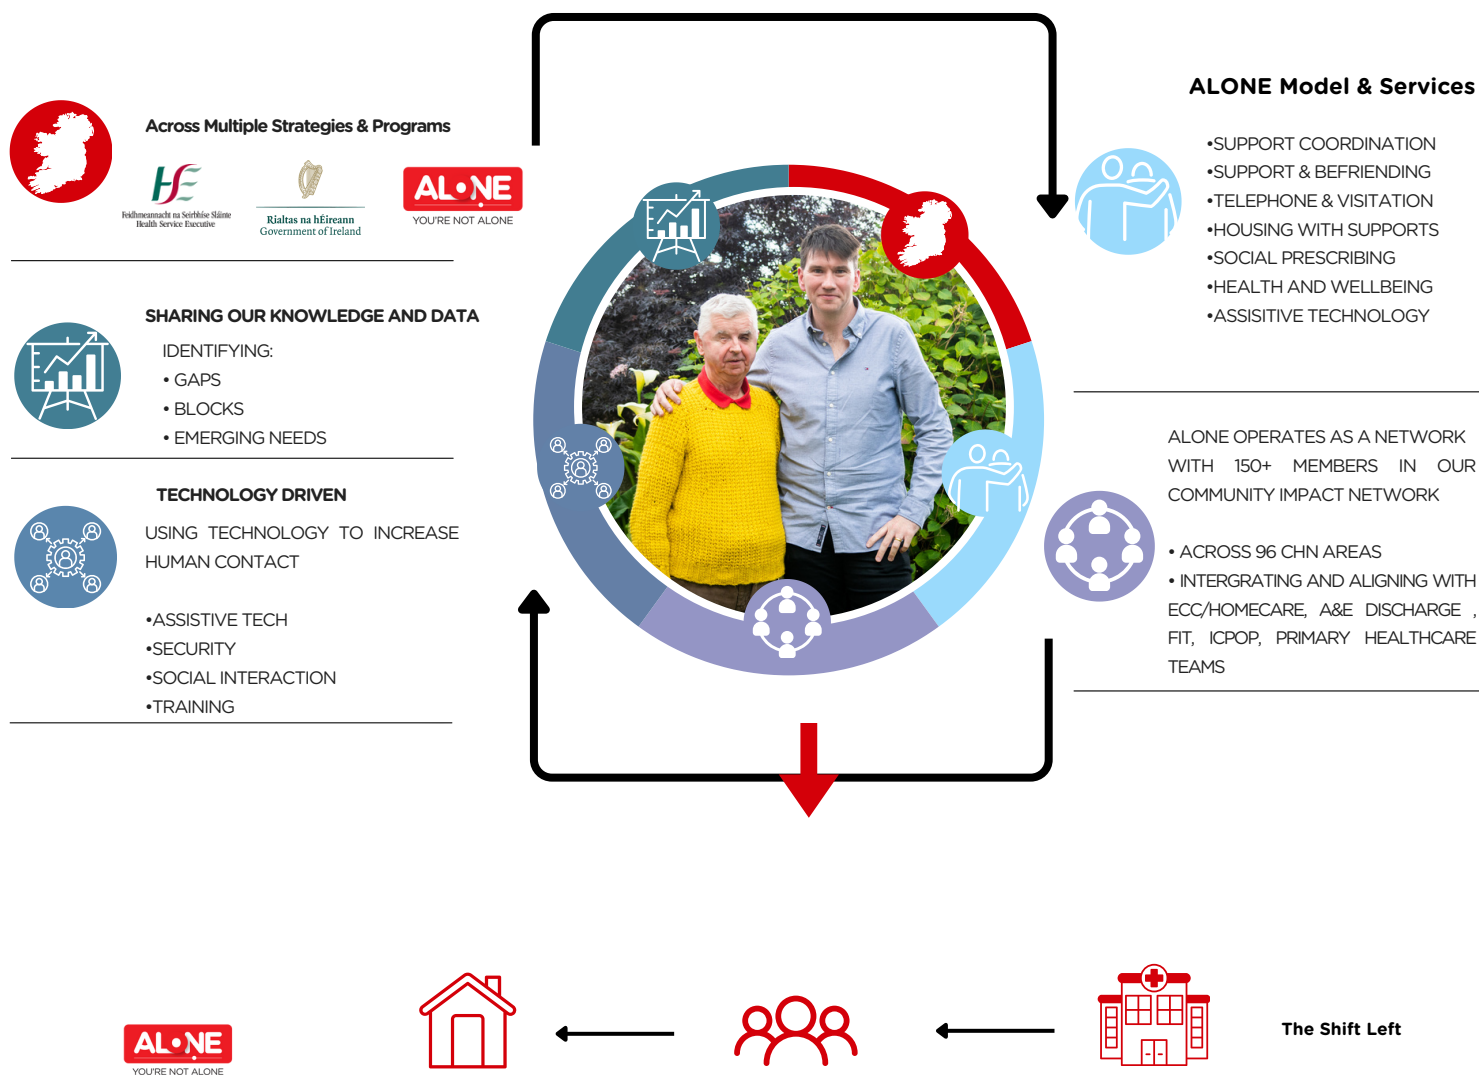 Across Multiple Strategies & Programs
HSE
Feidhmeannacht na Seirbhíse Sláinte
Health Service Executive
Rialtas na hÉireann
Government of Ireland
ALONE
YOU'RE NOT ALONE
SHARING OUR KNOWLEDGE AND DATA
IDENTIFYING:
• GAPS
• BLOCKS
• EMERGING NEEDS
TECHNOLOGY DRIVEN
USING TECHNOLOGY TO INCREASE
HUMAN CONTACT
•ASSISTIVE TECH
•SECURITY
•SOCIAL INTERACTION
•TRAINING
ALONE Model & Services
•SUPPORT COORDINATION
•SUPPORT & BEFRIENDING
•TELEPHONE & VISITATION
•HOUSING WITH SUPPORTS
•SOCIAL PRESCRIBING
•HEALTH AND WELLBEING
•ASSISITIVE TECHNOLOGY
ALONE OPERATES AS A NETWORK
WITH 150+ MEMBERS IN OUR
COMMUNITY IMPACT NETWORK
• ACROSS 96 CHN AREAS
• INTERGRATING AND ALIGNING WITH
ECC/HOMECARE, A&E DISCHARGE ,
FIT, ICPOP, PRIMARY HEALTHCARE
TEAMS
ALONE
YOU'RE NOT ALONE
The Shift Left